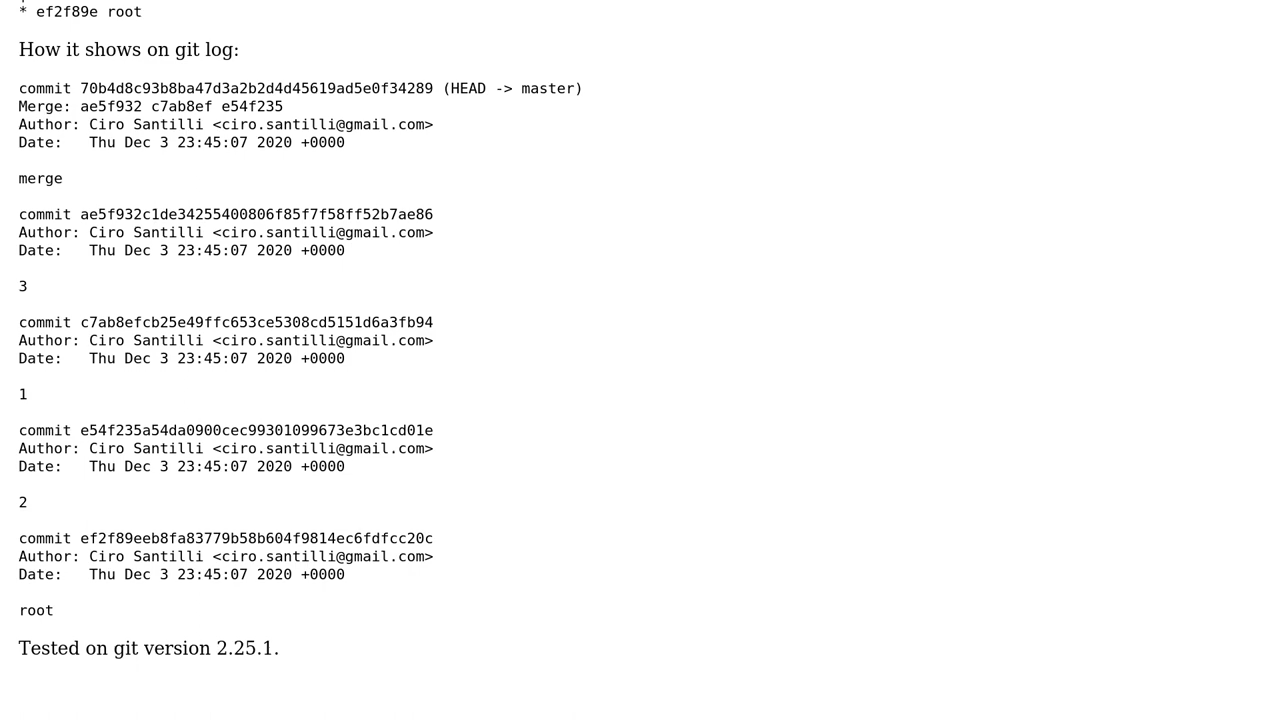 * ef2f89e root
How it shows on git log:
commit 70b4d8c93b8ba47d3a2b2d4d45619ad5e0f34289 (HEAD -> master)
Merge: ae5f932 c7ab8ef e54f235
Author: Ciro Santilli <ciro.santilli@gmail.com>
Date:   Thu Dec 3 23:45:07 2020 +0000
merge
commit ae5f932c1de34255400806f85f7f58ff52b7ae86
Author: Ciro Santilli <ciro.santilli@gmail.com>
Date:   Thu Dec 3 23:45:07 2020 +0000
3
commit c7ab8efcb25e49ffc653ce5308cd5151d6a3fb94
Author: Ciro Santilli <ciro.santilli@gmail.com>
Date:   Thu Dec 3 23:45:07 2020 +0000
1
commit e54f235a54da0900cec99301099673e3bc1cd01e
Author: Ciro Santilli <ciro.santilli@gmail.com>
Date:   Thu Dec 3 23:45:07 2020 +0000
2
commit ef2f89eeb8fa83779b58b604f9814ec6fdfcc20c
Author: Ciro Santilli <ciro.santilli@gmail.com>
Date:   Thu Dec 3 23:45:07 2020 +0000
root
Tested on git version 2.25.1.